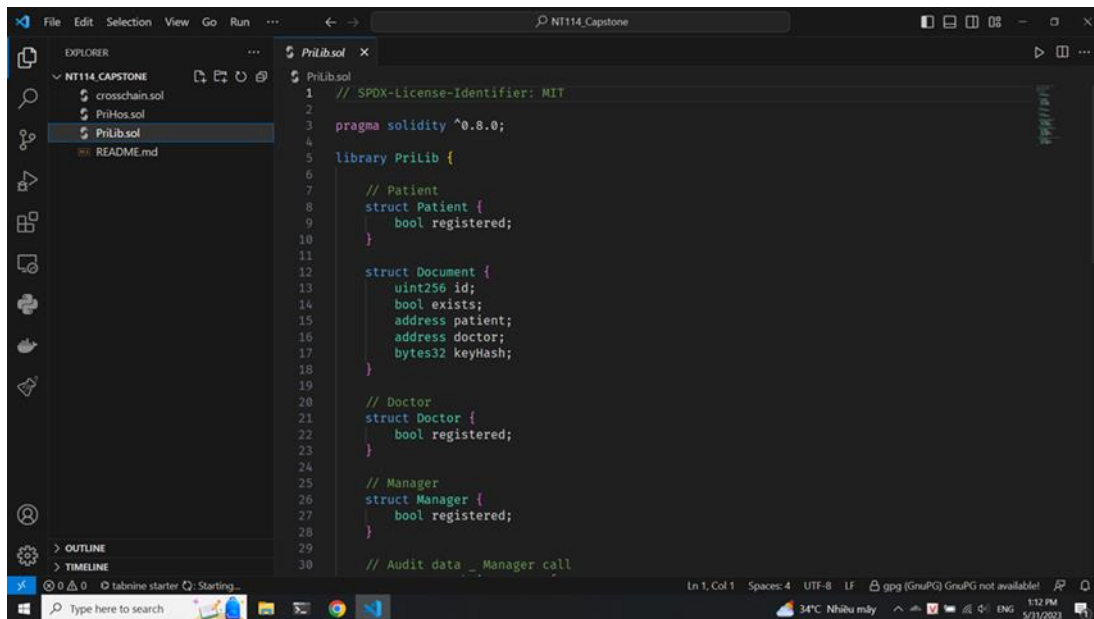 File Edit Selection View Go Run ··· NT114_Capstone
EXPLORER ···
PriLib.sol
NT114_CAPSTONE
PriLib.sol
crosschain.sol
PriHos.sol
PriLib.sol
README.md
1 // SPDX-License-Identifier: MIT
2
3 pragma solidity ^0.8.0;
4
5 library PriLib {
6
7 // Patient
8 struct Patient {
9 bool registered;
10 }
11
12 struct Document {
13 uint256 id;
14 bool exists;
15 address patient;
16 address doctor;
17 bytes32 keyHash;
18 }
19
20 // Doctor
21 struct Doctor {
22 bool registered;
23 }
24
25 // Manager
26 struct Manager {
27 bool registered;
28 }
29
30 // Audit data _ Manager call
OUTLINE
TIMELINE
0 0 tabnine starter Starting... Ln 1, Col 1 Spaces: 4 UTF-8 LF gpg (GnuPG) GnuPG not available!
Type here to search 34°C Nhiều mây ENG 1:12 PM
5/31/2023